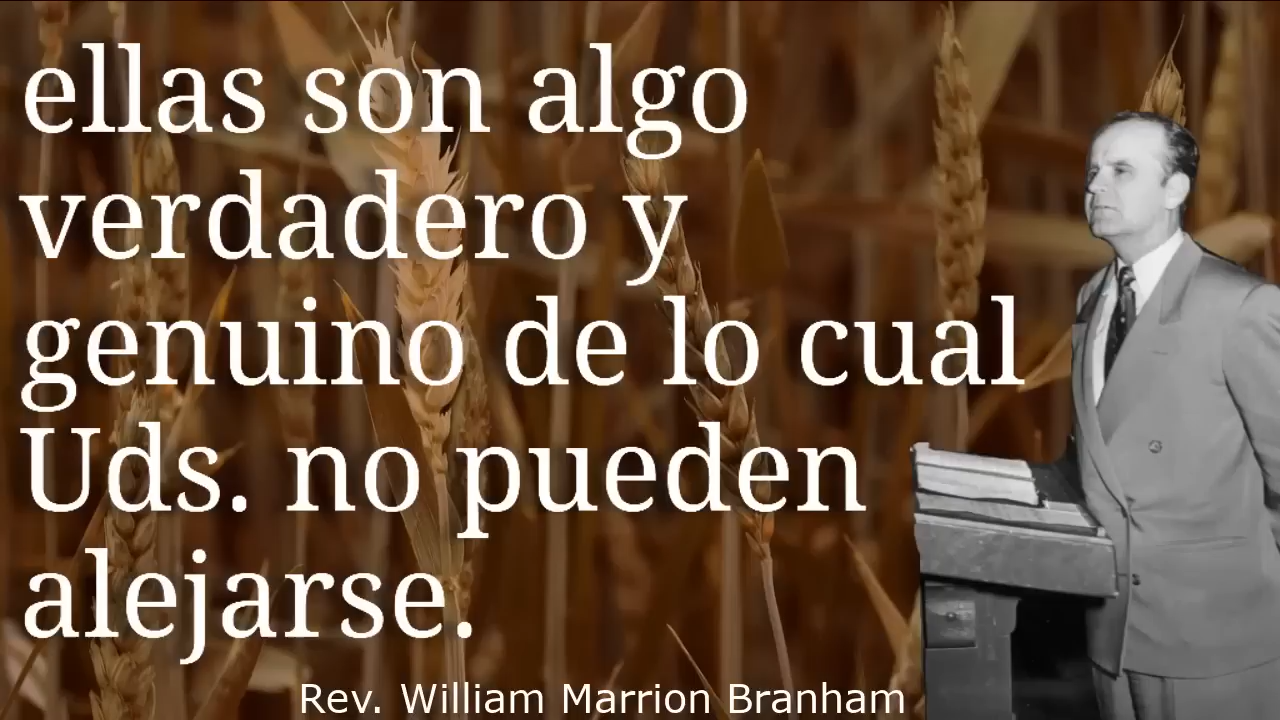 ellas son algo
verdadero y
genuino de lo cual
Uds. no pueden
alejarse.
Rev. William Marrion Branham